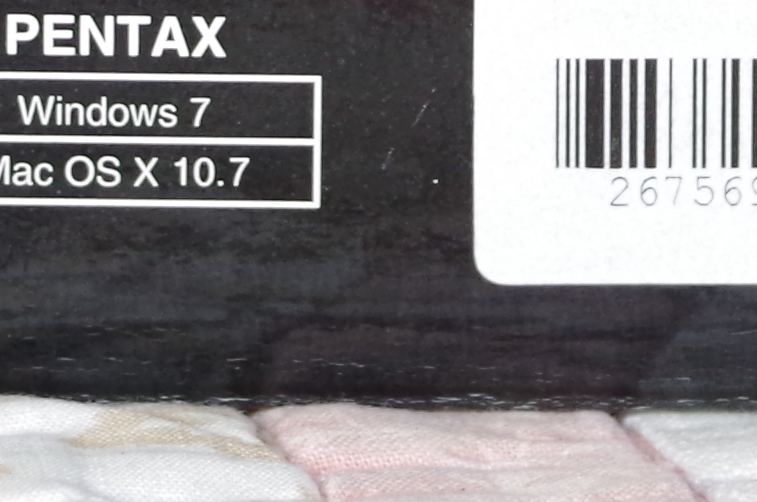 PENTAX
Windows 7
Mac OS X 10.7
267569